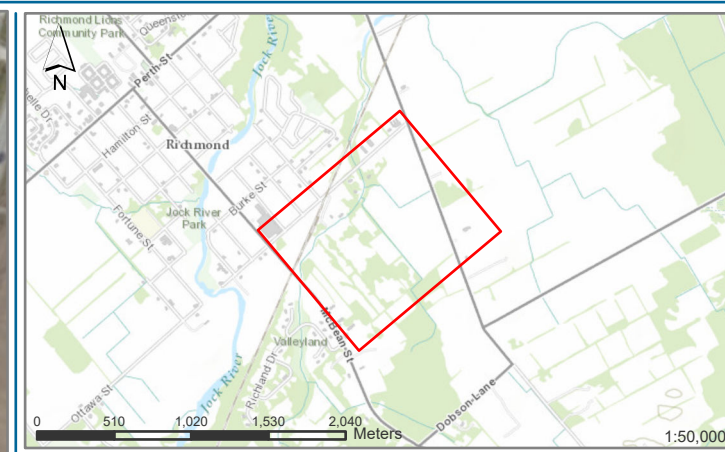 Richmond Lions
Community Park
N
Perth-St
Jock River
Hamilton St
Richmond
Burke St
Jock River
Park
Fortune St
McBean-St
Valleyland
Richland Dr
Jock River
Ottawa St
Dobson-Lane
0 510 1,020 1,530 2,040
Meters
1:50,000